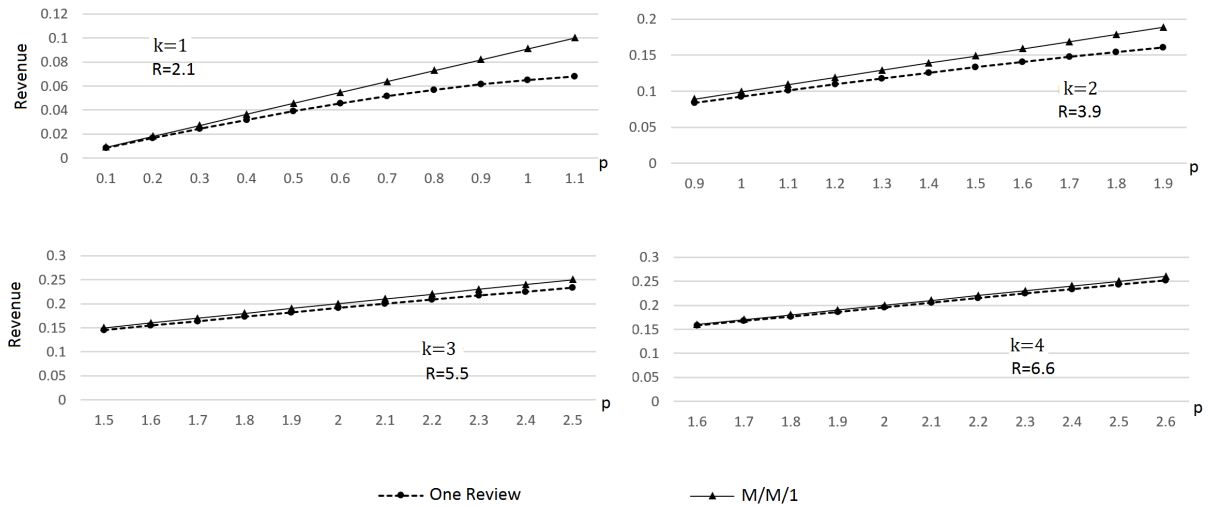 0.12
0.1
0.08
0.06
0.04
0.02
0
Revenue
k=1
R=2.1
0.1 0.2 0.3 0.4 0.5 0.6 0.7 0.8 0.9 1 1.1
p
0.2
0.15
0.1
0.05
0
k=2
R=3.9
0.9 1 1.1 1.2 1.3 1.4 1.5 1.6 1.7 1.8 1.9
p
0.3
0.25
0.2
0.15
0.1
0.05
0
Revenue
k=3
R=5.5
1.5 1.6 1.7 1.8 1.9 2 2.1 2.2 2.3 2.4 2.5
p
0.3
0.25
0.2
0.15
0.1
0.05
0
k=4
R=6.6
1.6 1.7 1.8 1.9 2 2.1 2.2 2.3 2.4 2.5 2.6
p
One Review
M/M/1